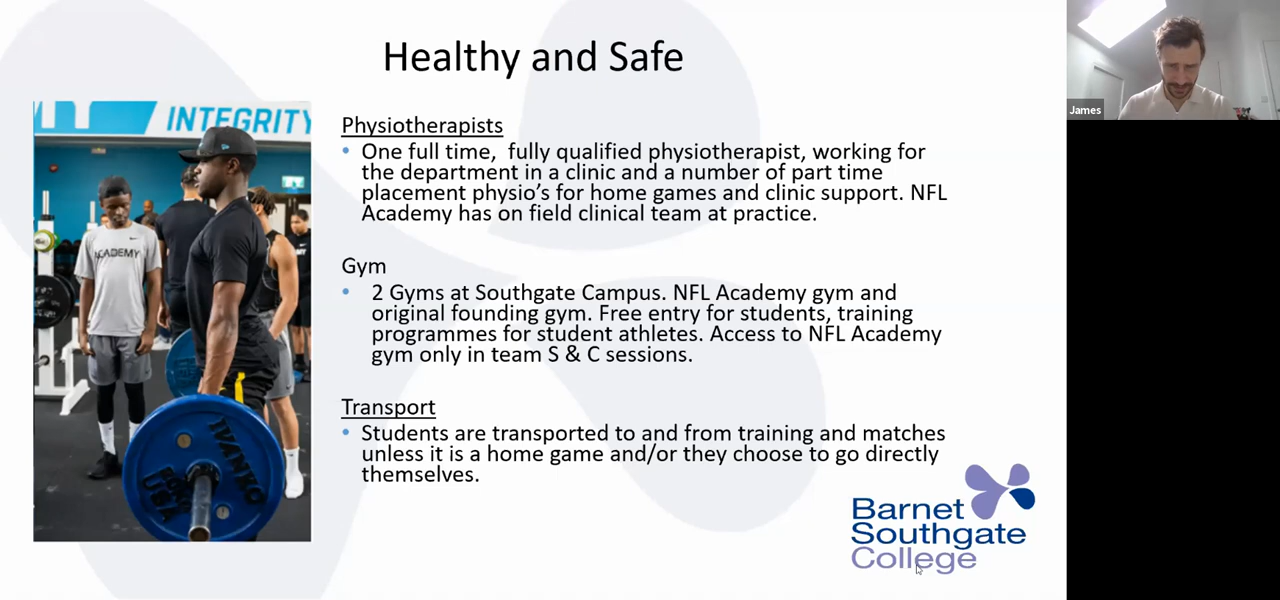 Healthy and Safe
INTEGRITY
ACADEMY
IVANKO
USA
Physiotherapists
• One full time,  fully qualified physiotherapist, working for
the department in a clinic and a number of part time
placement physio's for home games and clinic support. NFL
Academy has on field clinical team at practice.
Gym
• 2 Gyms at Southgate Campus. NFL Academy gym and
original founding gym. Free entry for students, training
programmes for student athletes. Access to NFL Academy
gym only in team S & C sessions.
Transport
• Students are transported to and from training and matches
unless it is a home game and/or they choose to go directly
themselves.
Barnet
Southgate
College
James